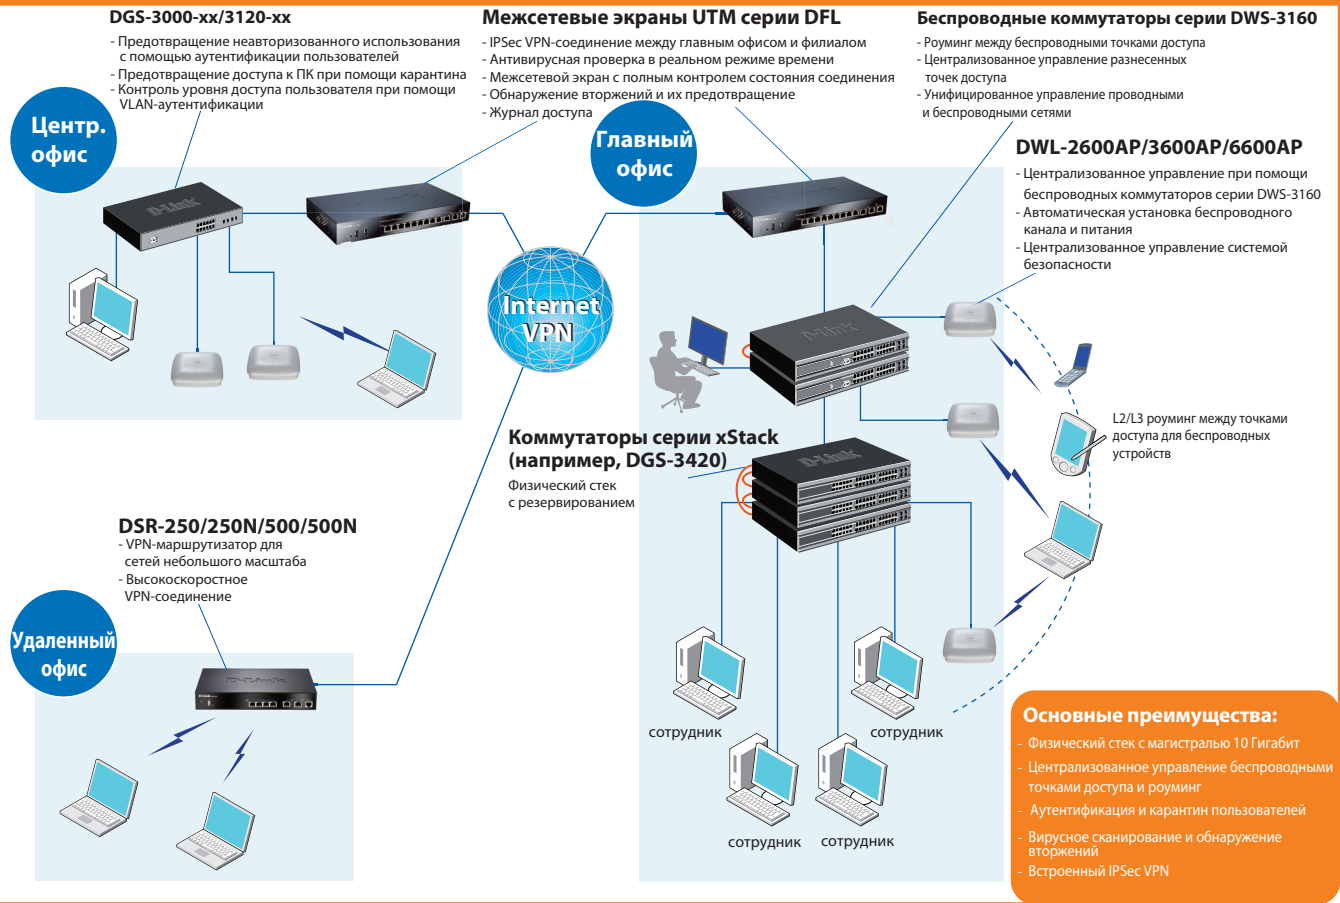 DGS-3000-xx/3120-xx
- Предотвращение неавторизованного использования
с помощью аутентификации пользователей
- Предотвращение доступа к ПК при помощи карантина
- Контроль уровня доступа пользователя при помощи
VLAN-аутентификации
Межсетевые экраны UTM серии DFL
- IPSec VPN-соединение между главным офисом и филиалом
- Антивирусная проверка в реальном режиме времени
- Межсетевой экран с полным контролем состояния соединения
- Обнаружение вторжений и их предотвращение
- Журнал доступа
Беспроводные коммутаторы серии DWS-3160
- Роуминг между беспроводными точками доступа
- Централизованное управление разнесенных
точек доступа
- Унифицированное управление проводными
и беспроводными сетями
Центр.
офис
Главный
офис
DWL-2600AP/3600AP/6600AP
- Централизованное управление при помощи
беспроводных коммутаторов серии DWS-3160
- Автоматическая установка беспроводного
канала и питания
- Централизованное управление системой
безопасности
D-Link
Internet
VPN
D-Link
L2/L3 роуминг между точками
доступа для беспроводных
устройств
Коммутаторы серии xStack
(например, DGS-3420)
Физический стек
с резервированием
D-Link
DSR-250/250N/500/500N
- VPN-маршрутизатор для
сетей небольшого масштаба
- Высокоскоростное
VPN-соединение
Удаленный
офис
D-Link
сотрудник
сотрудник
сотрудник
сотрудник
Основные преимущества:
- Физический стек с магистралью 10 Гигабит
- Централизованное управление беспроводными
точками доступа и роуминг
- Аутентификация и карантин пользователей
- Вирусное сканирование и обнаружение
вторжений
- Встроенный IPSec VPN